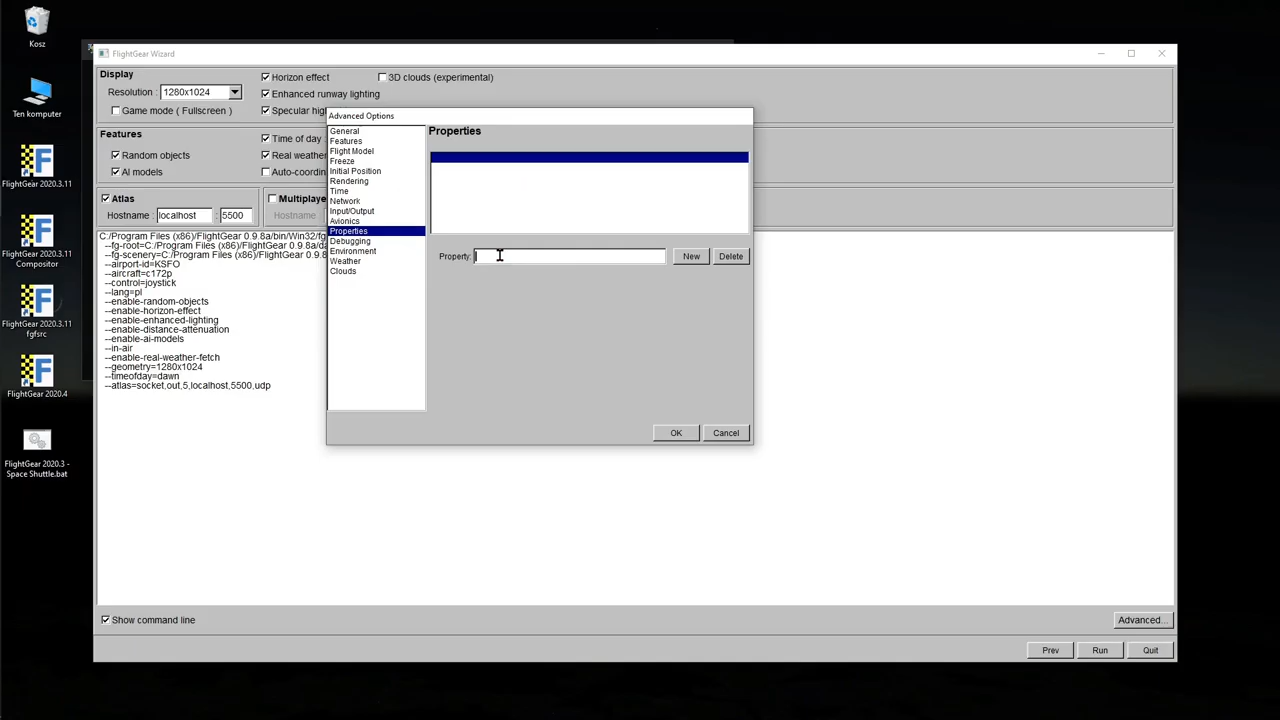 Kosz
Ten komputer
FlightGear 2020.3.11
FlightGear 2020.3.11
Compositor
FlightGear 2020.3.11
fgfsrc
FlightGear 2020.4
FlightGear 2020.3 -
Space Shuttle.bat
FlightGear Wizard
Display
Resolution :
1280x1024
Game mode ( Fullscreen )
Horizon effect
3D clouds (experimental)
Enhanced runway lighting
Specular hig
Features
Random objects
AI models
Time of day
Real weathe
Auto-coordin
Atlas
Hostname :
localhost
:
5500
Multiplaye
Hostname :
C:/Program Files (x86)/FlightGear 0.9.8a/bin/Win32/fg
--fg-root=C:/Program Files (x86)/FlightGear 0.9.8a/da
--fg-scenery=C:/Program Files (x86)/FlightGear 0.9.8
--airport-id=KSFO
--aircraft=c172p
--control=joystick
--lang=pl
--enable-random-objects
--enable-horizon-effect
--enable-enhanced-lighting
--enable-distance-attenuation
--enable-ai-models
--in-air
--enable-real-weather-fetch
--geometry=1280x1024
--timeofday=dawn
--atlas=socket,out,5,localhost,5500,udp
Advanced Options
General
Features
Flight Model
Freeze
Initial Position
Rendering
Time
Network
Input/Output
Avionics
Properties
Debugging
Environment
Weather
Clouds
Properties
Property:
New
Delete
OK
Cancel
Show command line
Advanced...
Prev
Run
Quit